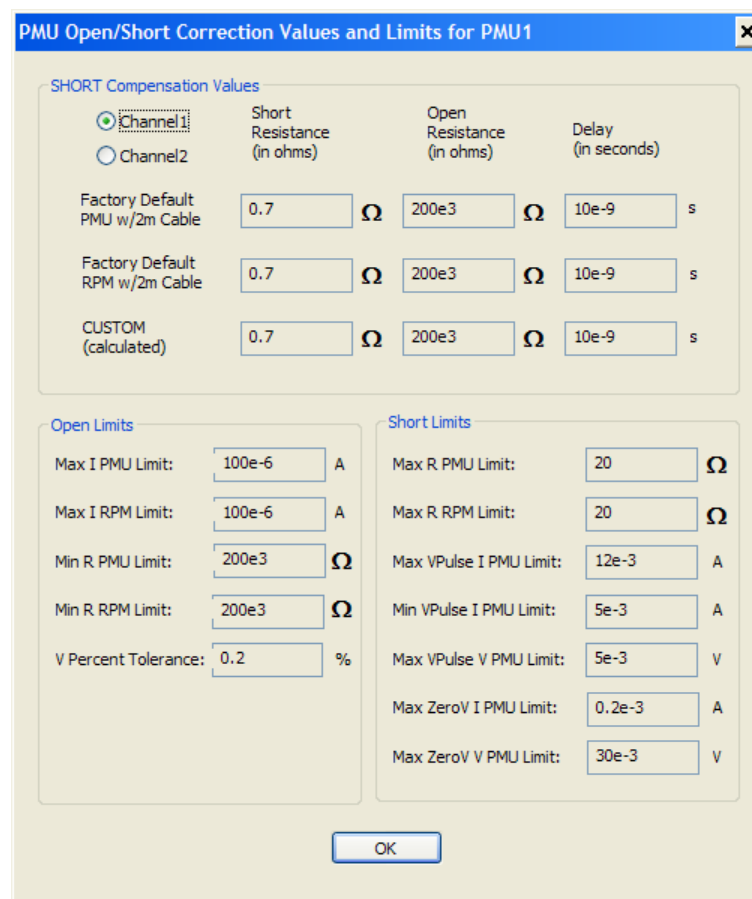 PMU Open/Short Correction Values and Limits for PMU1
SHORT Compensation Values
Channel1
Channel2
Short
Resistance
(in ohms)
Open
Resistance
(in ohms)
Delay
(in seconds)
Factory Default
PMU w/2m Cable
0.7 Ω 200e3 Ω 10e-9 s
Factory Default
RPM w/2m Cable
0.7 Ω 200e3 Ω 10e-9 s
CUSTOM
(calculated)
0.7 Ω 200e3 Ω 10e-9 s
Open Limits
Max I PMU Limit: 100e-6 A
Max I RPM Limit: 100e-6 A
Min R PMU Limit: 200e3 Ω
Min R RPM Limit: 200e3 Ω
V Percent Tolerance: 0.2 %
Short Limits
Max R PMU Limit: 20 Ω
Max R RPM Limit: 20 Ω
Max VPulse I PMU Limit: 12e-3 A
Min VPulse I PMU Limit: 5e-3 A
Max VPulse V PMU Limit: 5e-3 V
Max ZeroV I PMU Limit: 0.2e-3 A
Max ZeroV V PMU Limit: 30e-3 V
OK